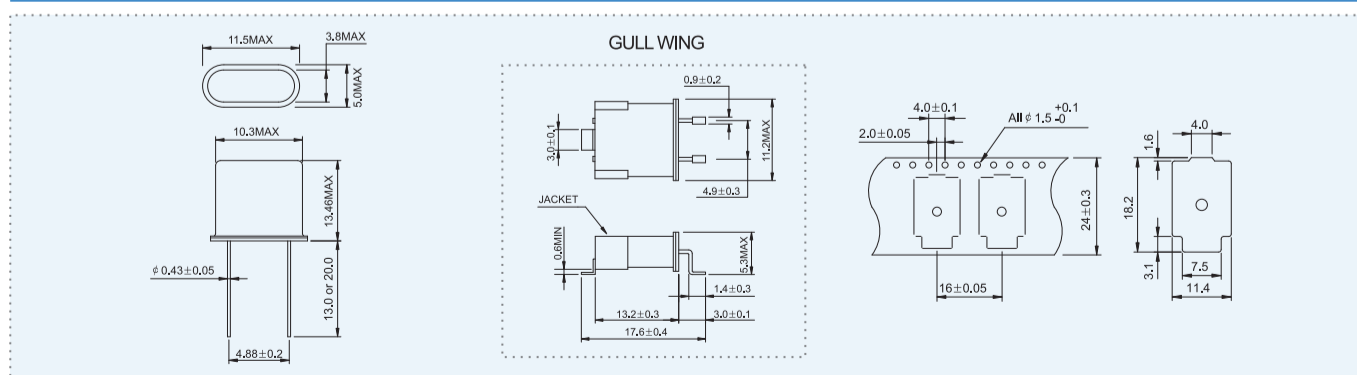 11.5MAX
3.8MAX
5.0MAX
10.3MAX
13.46MAX
ϕ 0.43±0.05
13.0 or 20.0
4.88±0.2
GULL WING
0.9±0.2
3.0±0.1
11.2MAX
4.9±0.3
JACKET
0.6MIN
5.3MAX
1.4±0.3
13.2±0.3
3.0±0.1
17.6±0.4
4.0±0.1
All ϕ 1.5 +0.1 -0
2.0±0.05
24±0.3
16±0.05
4.0
1.6
18.2
3.1
7.5
11.4